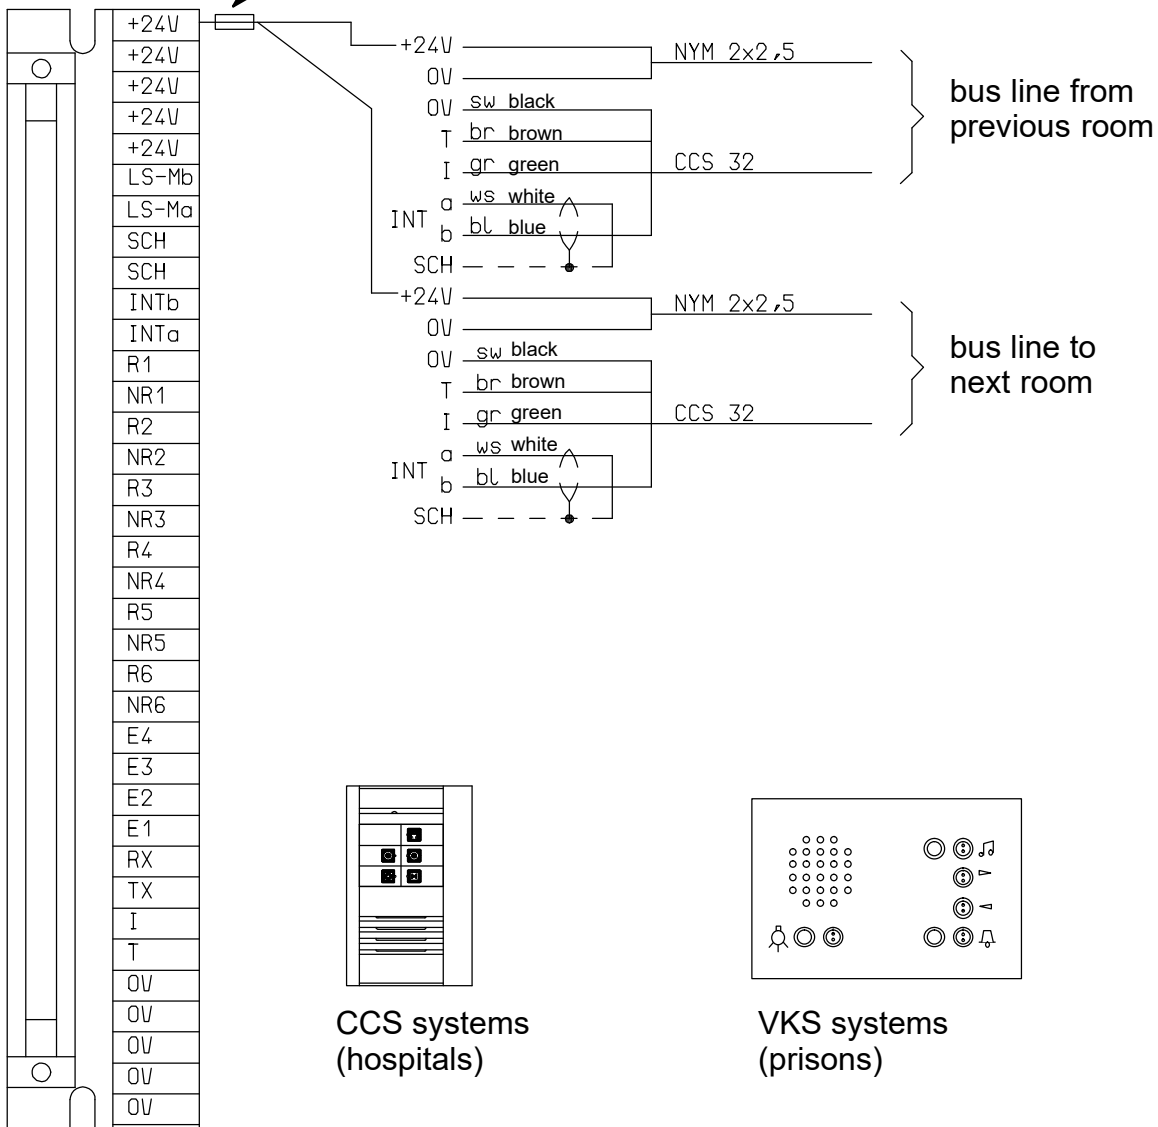 +24V
+24V
+24V
+24V
+24V
LS-Mb
LS-Ma
SCH
SCH
INTb
INTa
R1
NR1
R2
NR2
R3
NR3
R4
NR4
R5
NR5
R6
NR6
E4
E3
E2
E1
RX
TX
I
T
0V
0V
0V
0V
0V
+24V
0V
NYM 2x2,5
0V sw black
T br brown
I gr green
CCS 32
INT
a ws white
b bl blue
SCH
bus line from
previous room
+24V
0V
NYM 2x2,5
0V sw black
T br brown
I gr green
CCS 32
INT
a ws white
b bl blue
SCH
bus line to
next room
CCS systems
(hospitals)
VKS systems
(prisons)